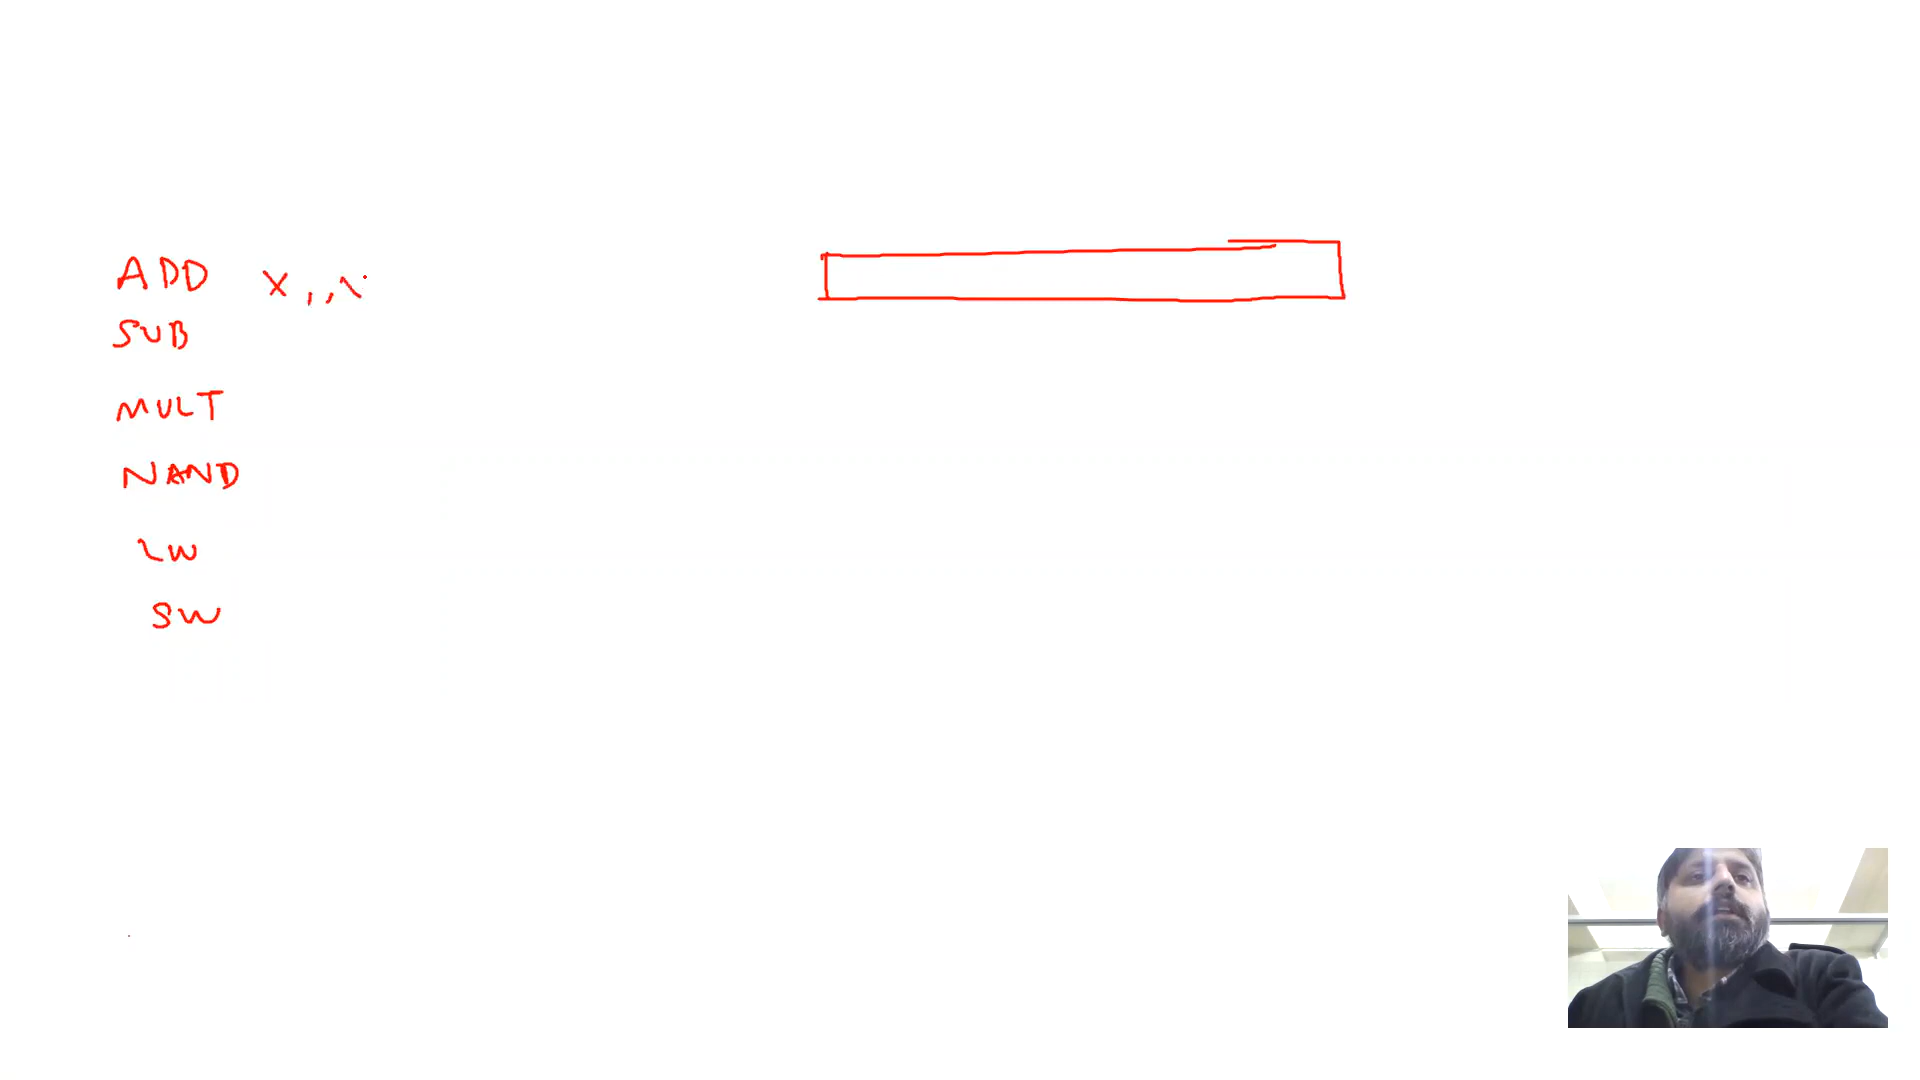 ADD X,,
SUB
MULT
NAND
LW
SW